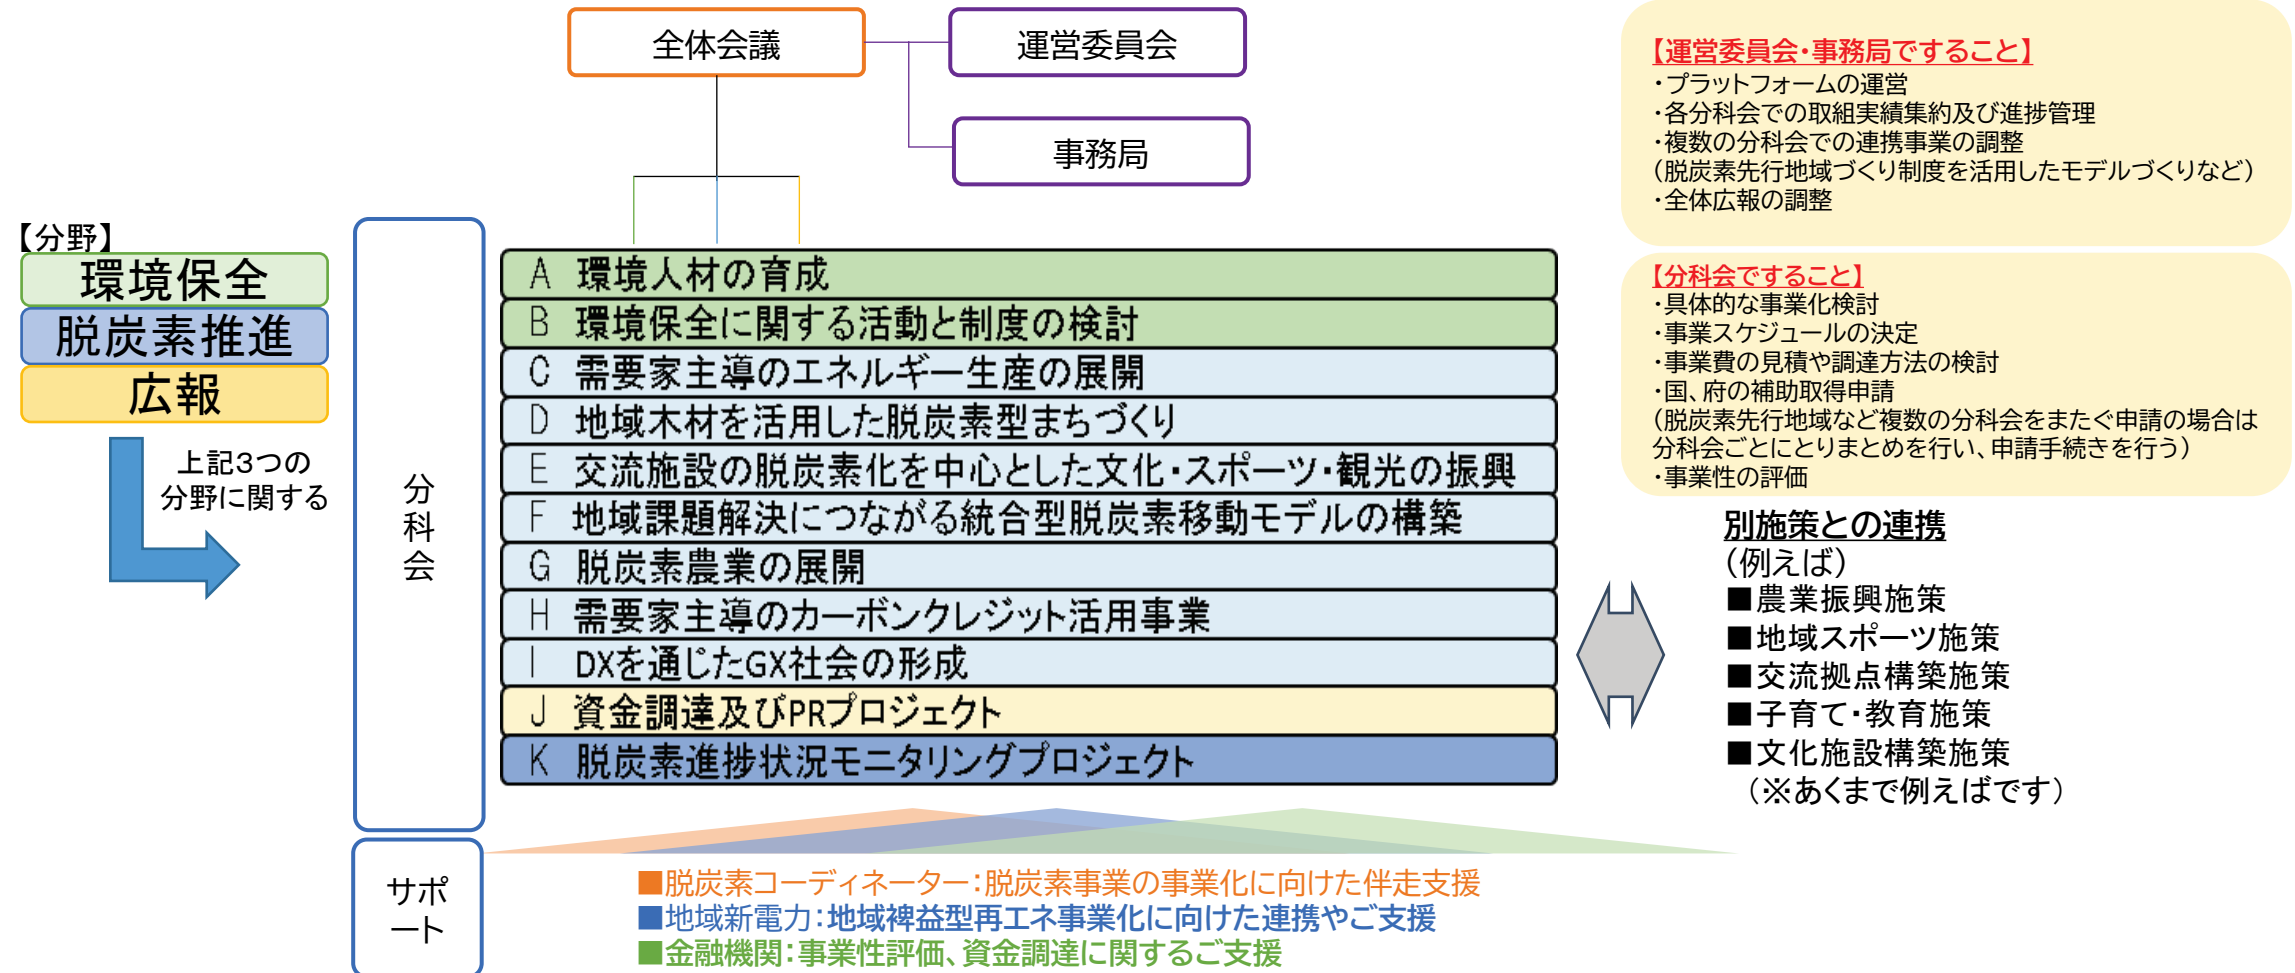 全体会議
運営委員会
事務局
【運営委員会・事務局ですること】
・プラットフォームの運営
・各分科会での取組実績集約及び進捗管理
・複数の分科会での連携事業の調整
（脱炭素先行地域づくり制度を活用したモデルづくりなど）
・全体広報の調整
【分野】
環境保全
脱炭素推進
広報
上記3つの
分野に関する
分科会
A 環境人材の育成
B 環境保全に関する活動と制度の検討
C 需要家主導のエネルギー生産の展開
D 地域木材を活用した脱炭素型まちづくり
E 交流施設の脱炭素化を中心とした文化・スポーツ・観光の振興
F 地域課題解決につながる統合型脱炭素移動モデルの構築
G 脱炭素農業の展開
H 需要家主導のカーボンクレジット活用事業
I DXを通じたGX社会の形成
J 資金調達及びPRプロジェクト
K 脱炭素進捗状況モニタリングプロジェクト
【分科会ですること】
・具体的な事業化検討
・事業スケジュールの決定
・事業費の見積や調達方法の検討
・国、府の補助取得申請
（脱炭素先行地域など複数の分科会をまたぐ申請の場合は
分科会ごとにとりまとめを行い、申請手続きを行う）
・事業性の評価
別施策との連携
（例えば）
■農業振興施策
■地域スポーツ施策
■交流拠点構築施策
■子育て・教育施策
■文化施設構築施策
（※あくまで例えばです）
サポ
ート
■脱炭素コーディネーター：脱炭素事業の事業化に向けた伴走支援
■地域新電力：地域裨益型再エネ事業化に向けた連携やご支援
■金融機関：事業性評価、資金調達に関するご支援